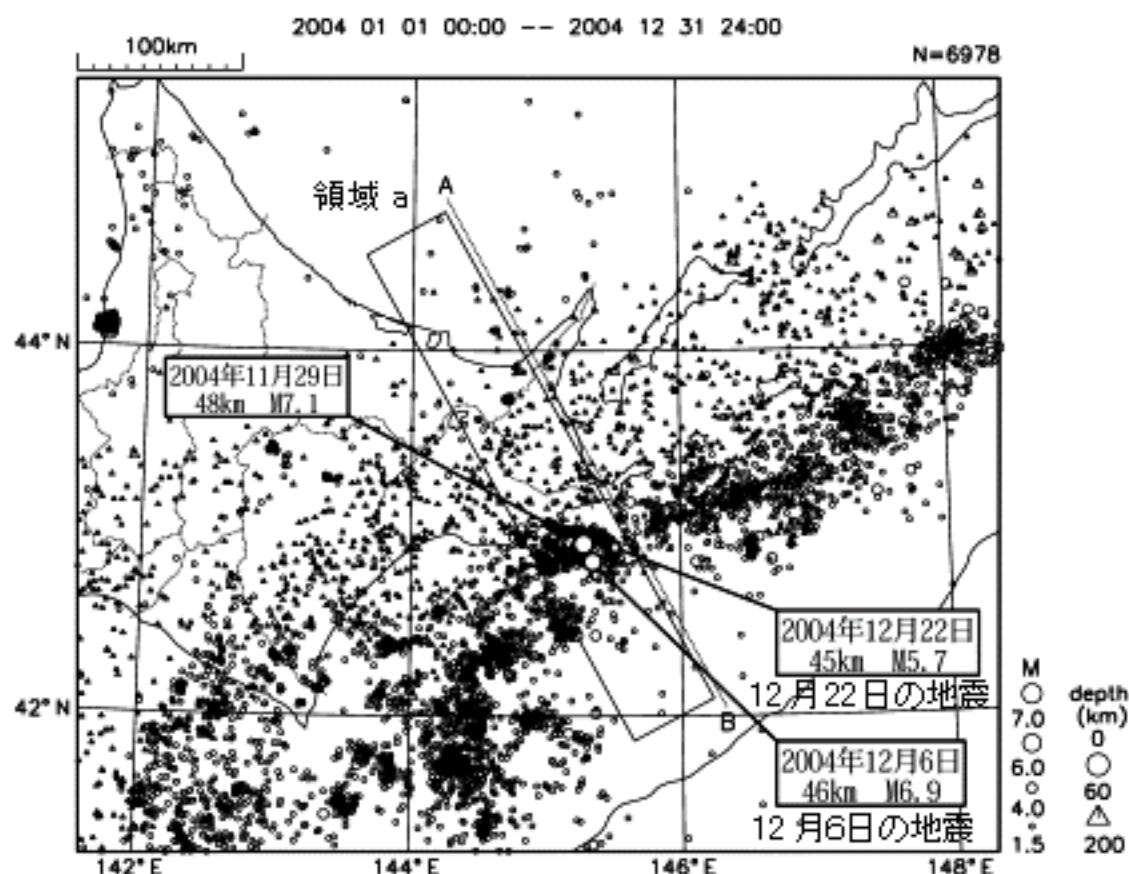 2004 01 01 00:00 -- 2004 12 31 24:00
100km
N=6978
領域 a
A
44°N
2004年11月29日
48km M7.1
2004年12月22日
45km M5.7
12月22日の地震
42°N
B
2004年12月6日
46km M6.9
12月6日の地震
M
7.0
6.0
4.0
1.5
depth
(km)
0
60
200
142°E
144°E
146°E
148°E